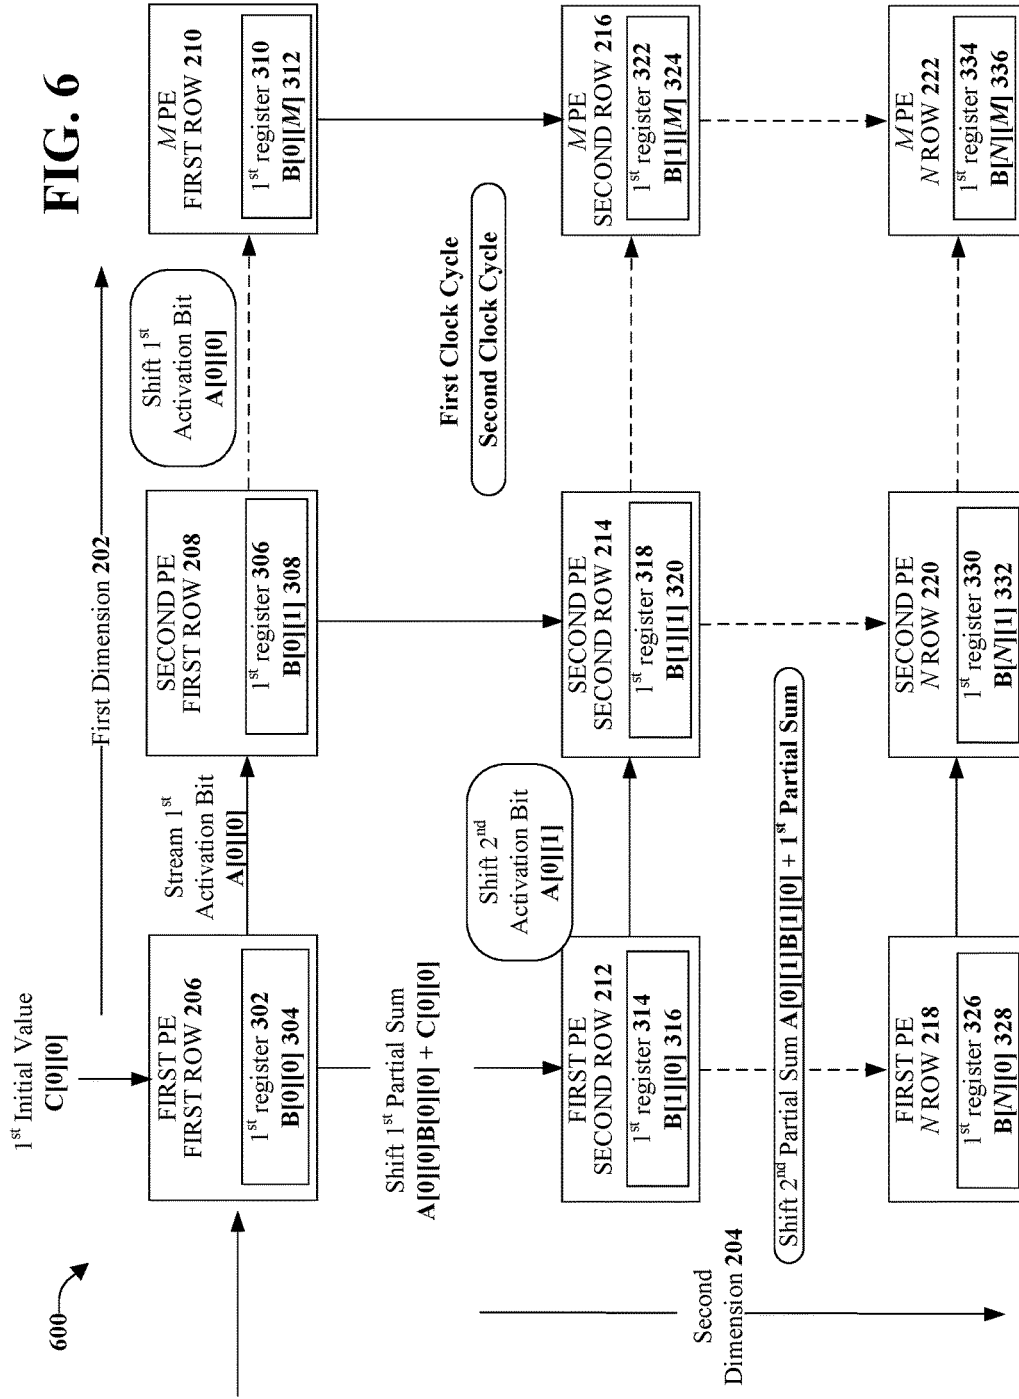 FIG. 6
600
1st Initial Value
C[0][0]
First Dimension 202
FIRST PE
FIRST ROW 206
1st register 302
B[0][0] 304
Stream 1st
Activation Bit
A[0][0]
SECOND PE
FIRST ROW 208
1st register 306
B[0][1] 308
Shift 1st
Activation Bit
A[0][0]
M PE
FIRST ROW 210
1st register 310
B[0][M] 312
Shift 1st Partial Sum
A[0][0]B[0][0] + C[0][0]
First Clock Cycle
Second Clock Cycle
FIRST PE
SECOND ROW 212
1st register 314
B[1][0] 316
Shift 2nd
Activation Bit
A[0][1]
SECOND PE
SECOND ROW 214
1st register 318
B[1][1] 320
M PE
SECOND ROW 216
1st register 322
B[1][M] 324
Second
Dimension 204
Shift 2nd Partial Sum A[0][1]B[1][0] + 1st Partial Sum
FIRST PE
N ROW 218
1st register 326
B[N][0] 328
SECOND PE
N ROW 220
1st register 330
B[N][1] 332
M PE
N ROW 222
1st register 334
B[N][M] 336